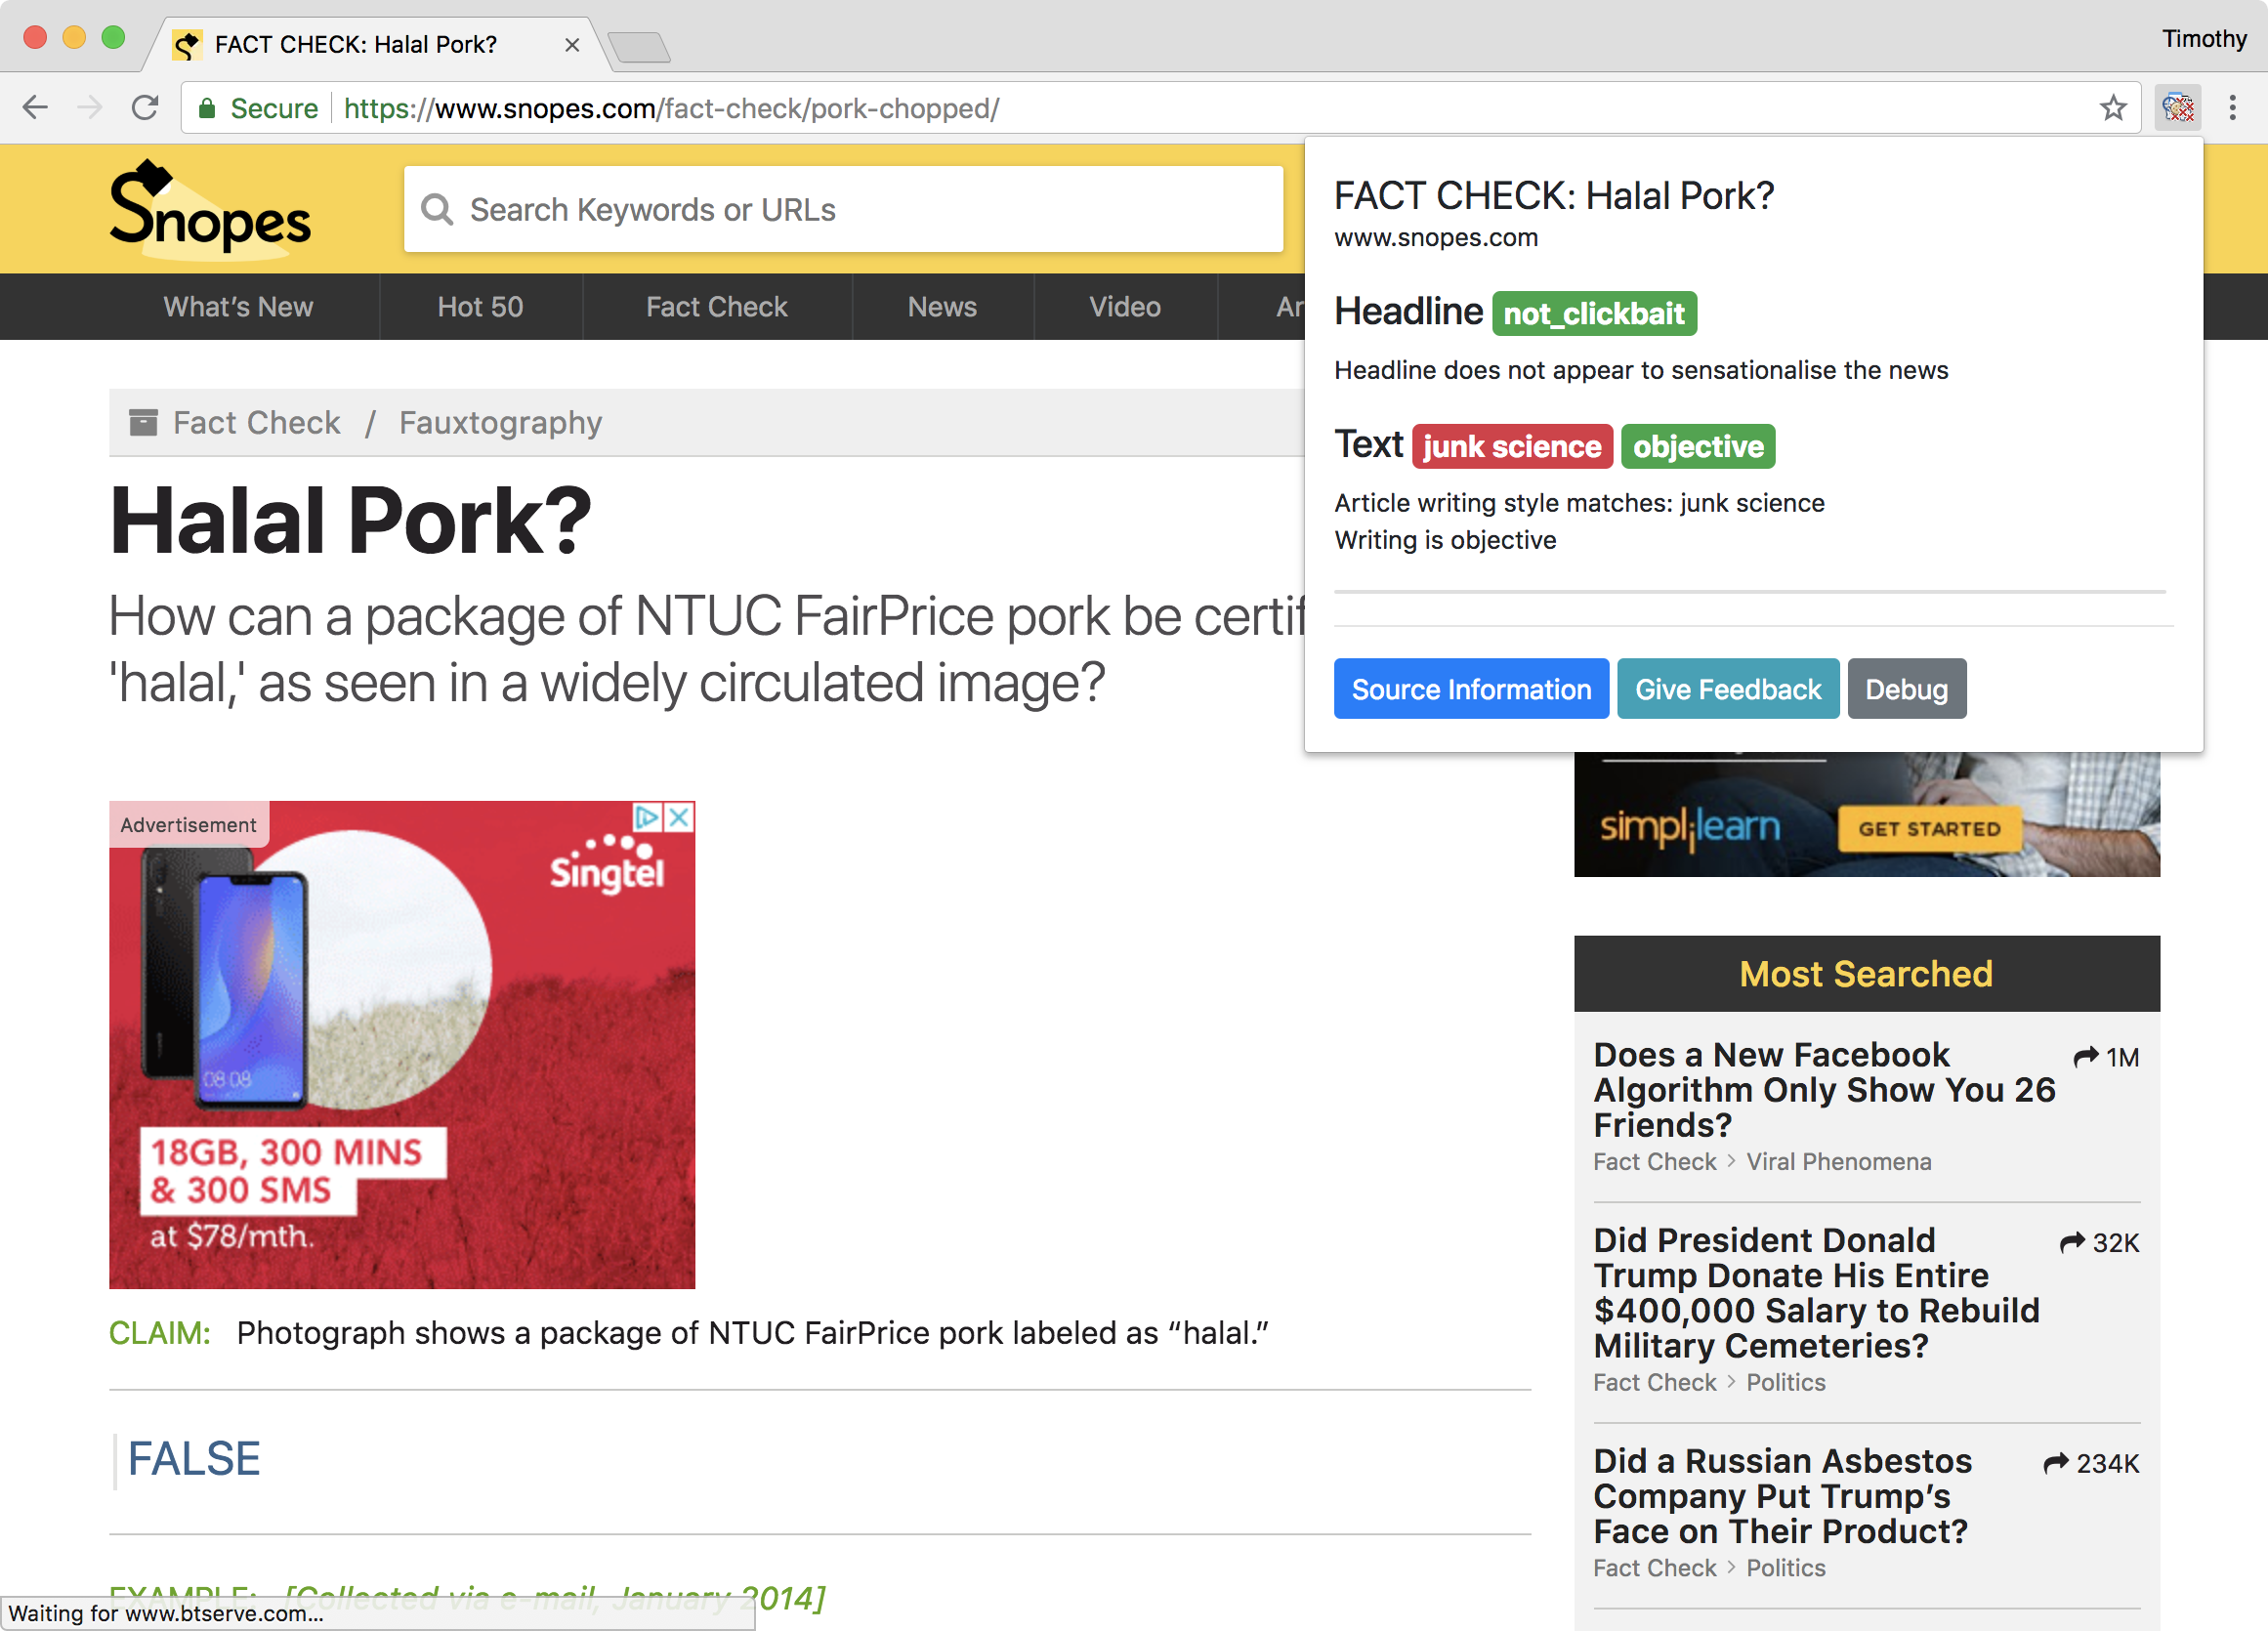 FACT CHECK: Halal Pork?
Timothy
Secure
https://www.snopes.com/fact-check/pork-chopped/
Snopes
Search Keywords or URLs
What’s New
Hot 50
Fact Check
News
Video
Ar
FACT CHECK: Halal Pork?
www.snopes.com
Headline not_clickbait
Headline does not appear to sensationalise the news
Text junk science objective
Article writing style matches: junk science
Writing is objective
Source Information
Give Feedback
Debug
Fact Check / Fauxtography
Halal Pork?
How can a package of NTUC FairPrice pork be certif
'halal,' as seen in a widely circulated image?
Advertisement
Singtel
08 08
18GB, 300 MINS
& 300 SMS
at $78/mth.
CLAIM: Photograph shows a package of NTUC FairPrice pork labeled as “halal.”
FALSE
EXAMPLE: [Collected via e-mail, January 2014]
Waiting for www.btserve.com...
simplilearn
GET STARTED
Most Searched
Does a New Facebook
Algorithm Only Show You 26
Friends?
1M
Fact Check > Viral Phenomena
Did President Donald
Trump Donate His Entire
$400,000 Salary to Rebuild
Military Cemeteries?
32K
Fact Check > Politics
Did a Russian Asbestos
Company Put Trump’s
Face on Their Product?
234K
Fact Check > Politics